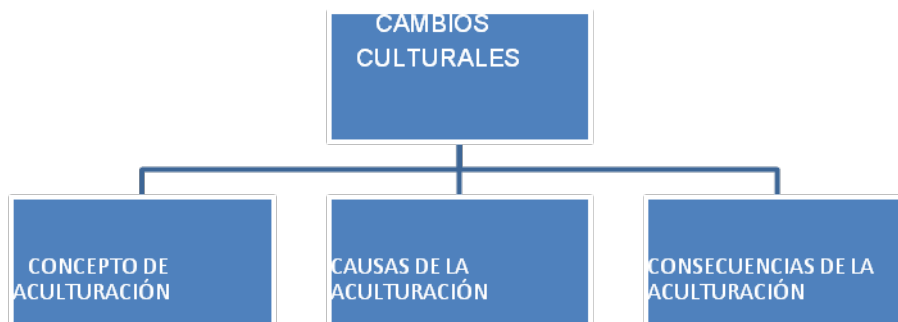 CAMBIOS
CULTURALES
CONCEPTO DE
ACULTURACIÓN
CAUSAS DE LA
ACULTURACIÓN
CONSECUENCIAS DE LA
ACULTURACIÓN